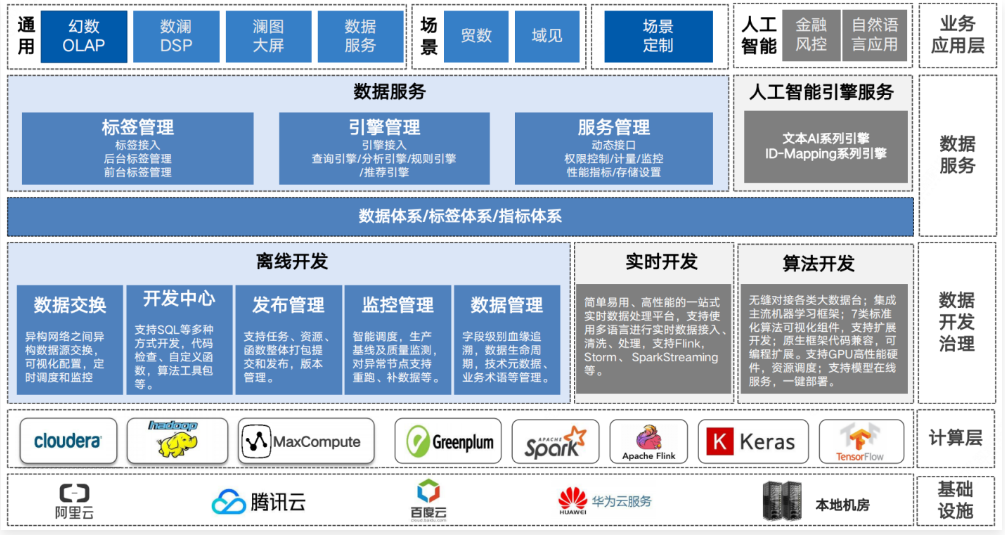 通用
幻数
OLAP
数澜
DSP
澜图
大屏
数据
服务
场景
贸数
域见
场景
定制
人工
智能
金融
风控
自然语
言应用
业务
应用层
数据服务
标签管理
标签接入
后台标签管理
前台标签管理
引擎管理
引擎接入
查询引擎/分析引擎/规则引擎
/推荐引擎
服务管理
动态接口
权限控制/计量/监控
性能指标/存储设置
人工智能引擎服务
文本AI系列引擎
ID-Mapping系列引擎
数据
服务
数据体系/标签体系/指标体系
离线开发
数据交换
异构网络之间异
构数据源交换，
可视化配置，定
时调度和监控
开发中心
支持SQL等多种
方式开发，代码
检查、自定义函
数，算法工具包
等。
发布管理
支持任务、资源、
函数整体打包提
交和发布，版本
管理。
监控管理
智能调度，生产
基线及质量监测，
对异常节点支持
重跑、补数据等。
数据管理
字段级别血缘追
溯，数据生命周
期，技术元数据、
业务术语等管理。
实时开发
简单易用、高性能的一站式
实时数据处理平台，支持使
用多语言进行实时数据接入、
清洗、处理，支持Flink，
Storm、SparkStreaming
等。
算法开发
无缝对接各类大数据台；集成
主流机器学习框架；7类标准
化算法可视化组件，支持扩展
开发；原生框架代码兼容，可
编程扩展。支持GPU高性能硬
件，资源调度；支持模型在线
服务，一键部署。
数据
开发
治理
cloudera
hadoop
MaxCompute
Greenplum
APACHE
Spark
Apache Flink
K Keras
TensorFlow
计算层
阿里云
腾讯云
百度云
cloud.baidu.com
HUAWEI
华为云服务
本地机房
基础
设施